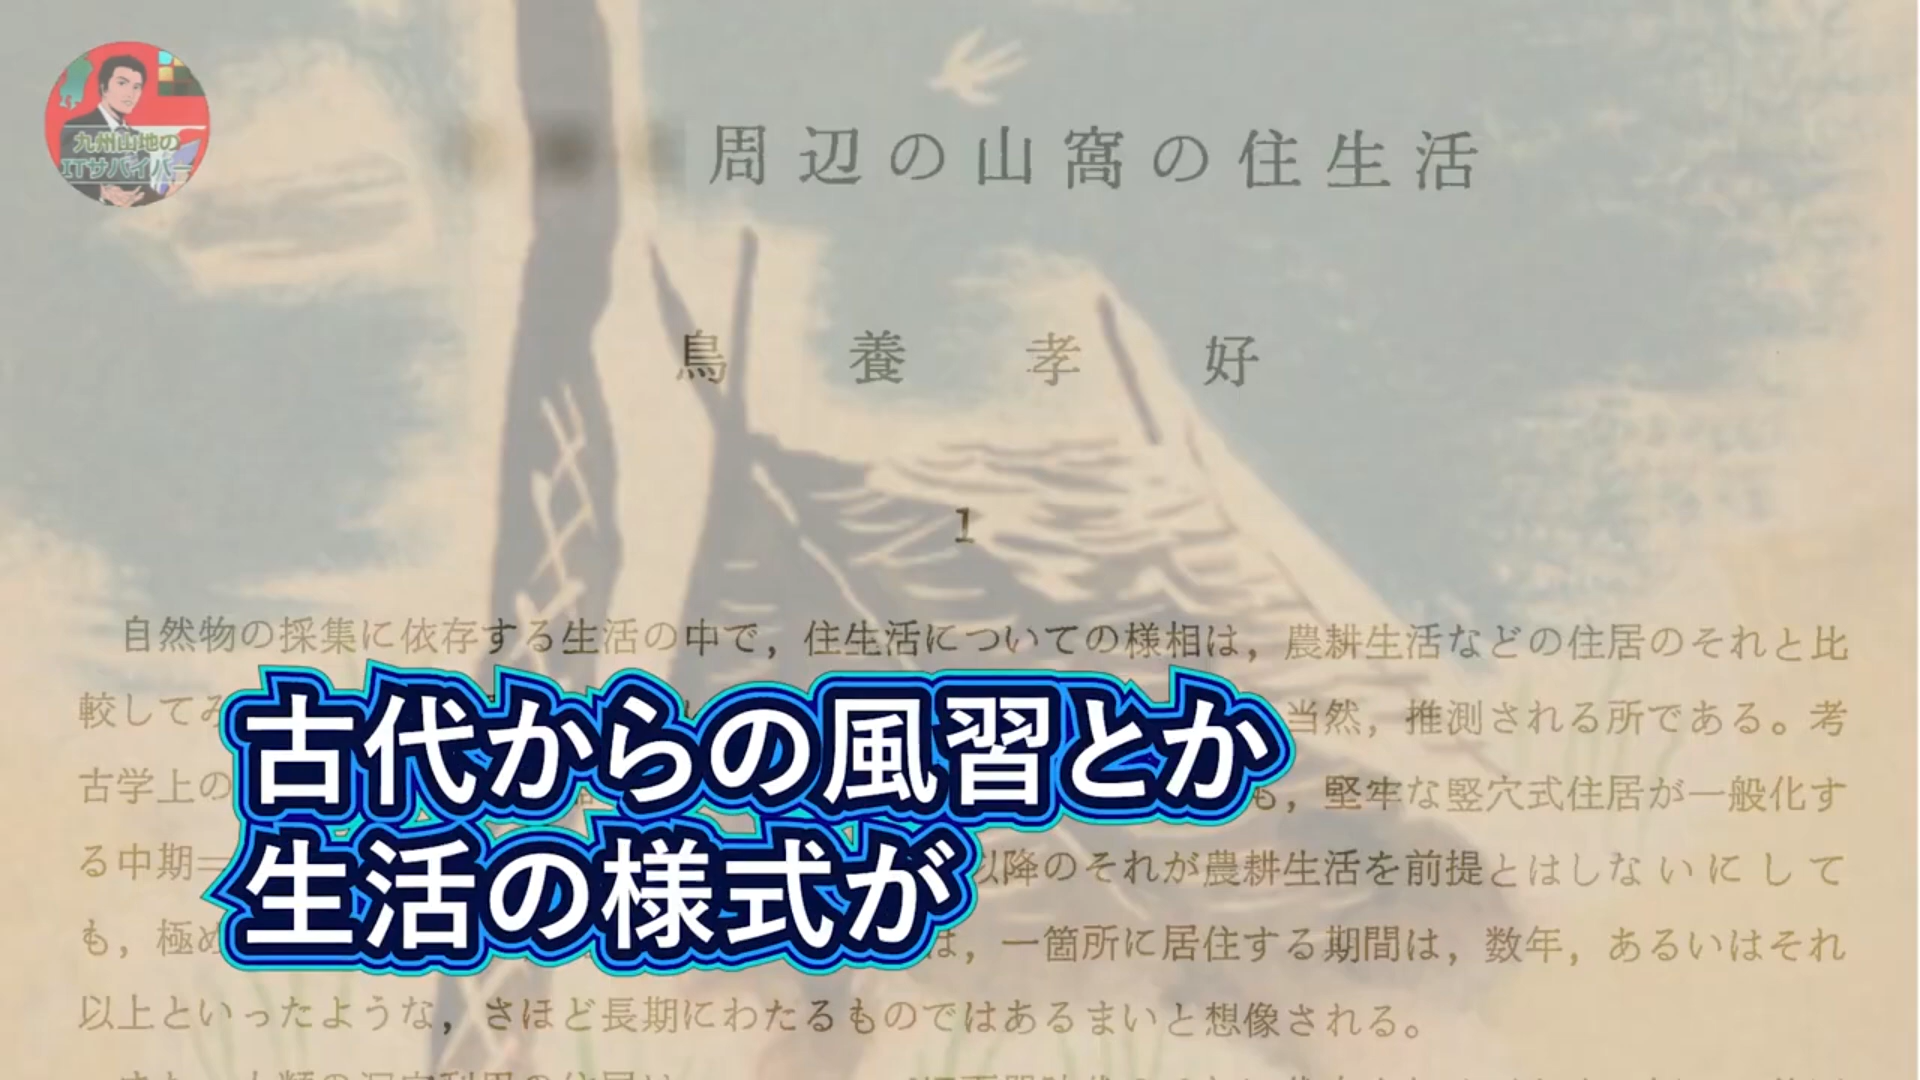 九州山地の
ITサバイバー
周辺の山窩の住生活
鳥養孝好
1
自然物の採集に依存する生活の中で，住生活についての様相は，農耕生活などの住居のそれと比
較してみ 当然，推測される所である。考
古学上の も，堅牢な竪穴式住居が一般化す
る中期＝ 以降のそれが農耕生活を前提とはしないにして
も，極め は，一箇所に居住する期間は，数年，あるいはそれ
以上といったような，さほど長期にわたるものではあるまいと想像される。
古代からの風習とか
生活の様式が